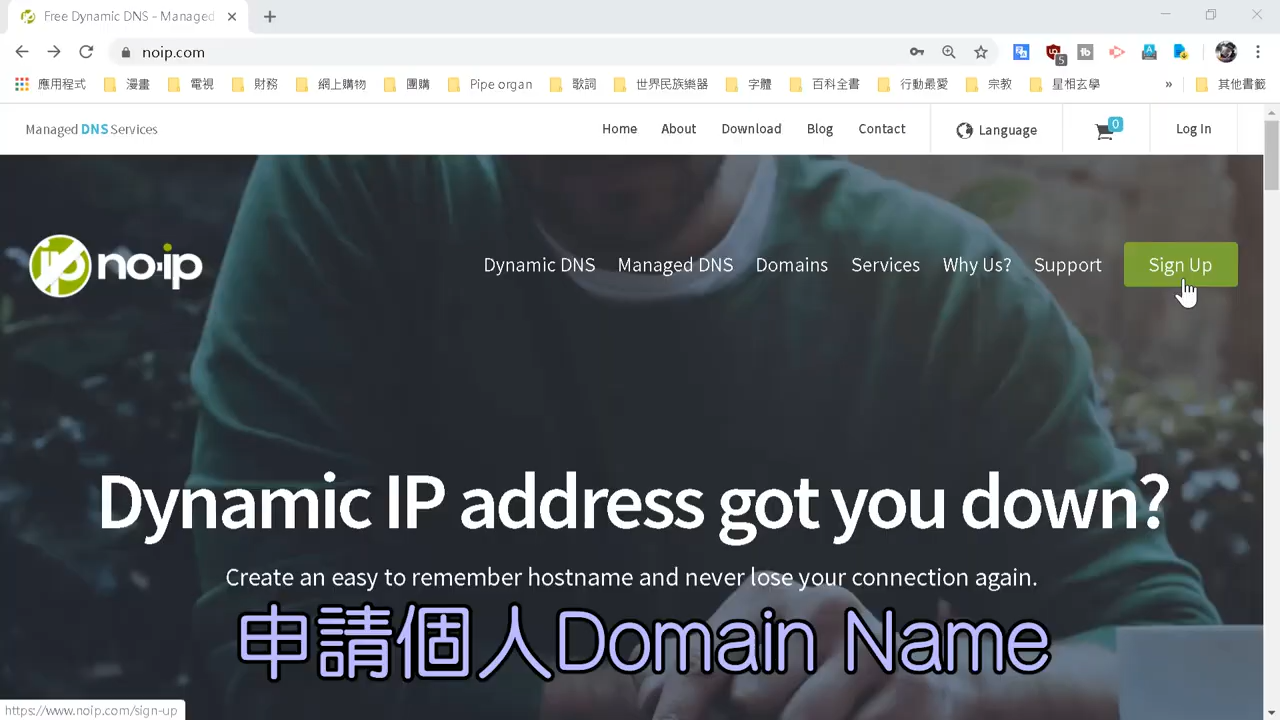 Free Dynamic DNS - Managed
noip.com
5
應用程式 漫畫 電視 財務 網上購物 團購 Pipe organ 歌詞 世界民族樂器 字體 百科全書 行動最愛 宗教 星相玄學 » 其他書籤
Managed DNS Services Home About Download Blog Contact Language 0 Log In
no-ip Dynamic DNS Managed DNS Domains Services Why Us? Support Sign Up
Dynamic IP address got you down?
Create an easy to remember hostname and never lose your connection again.
申請個人Domain Name
https://www.noip.com/sign-up